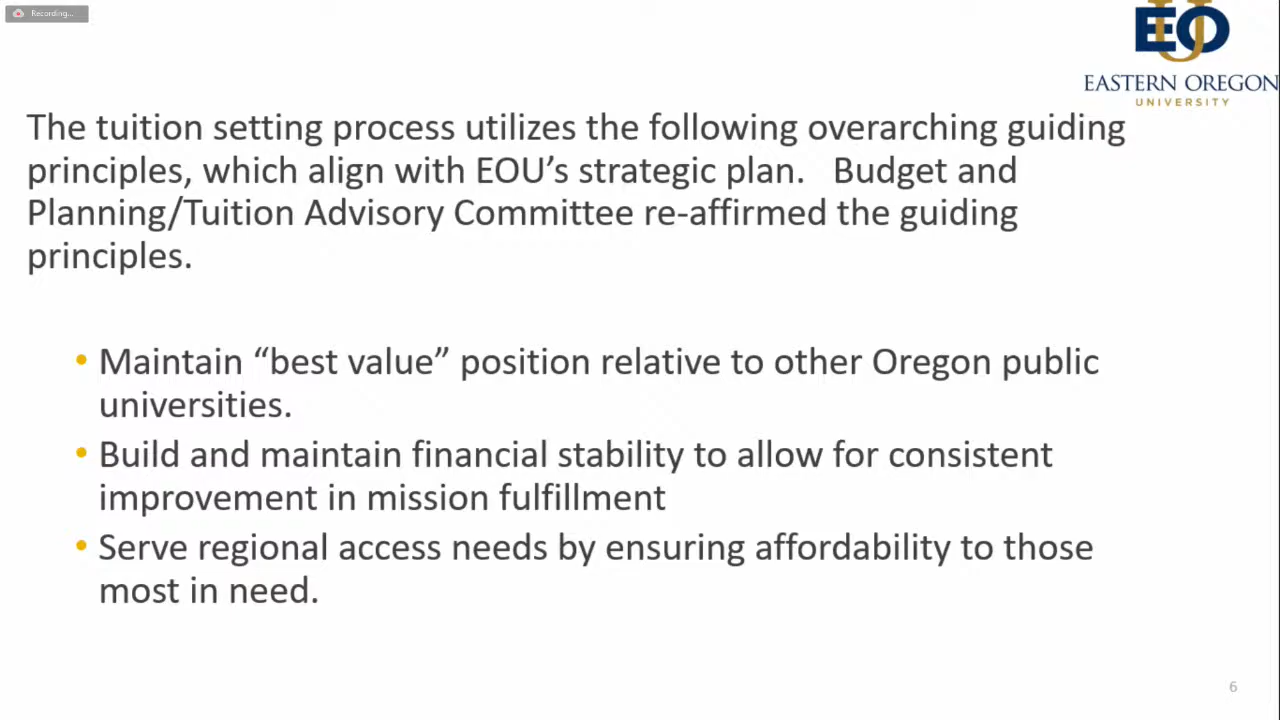 Recording...
EOU
EASTERN OREGON
UNIVERSITY
The tuition setting process utilizes the following overarching guiding
principles, which align with EOU’s strategic plan.   Budget and
Planning/Tuition Advisory Committee re-affirmed the guiding
principles.
• Maintain “best value” position relative to other Oregon public
universities.
• Build and maintain financial stability to allow for consistent
improvement in mission fulfillment
• Serve regional access needs by ensuring affordability to those
most in need.
6